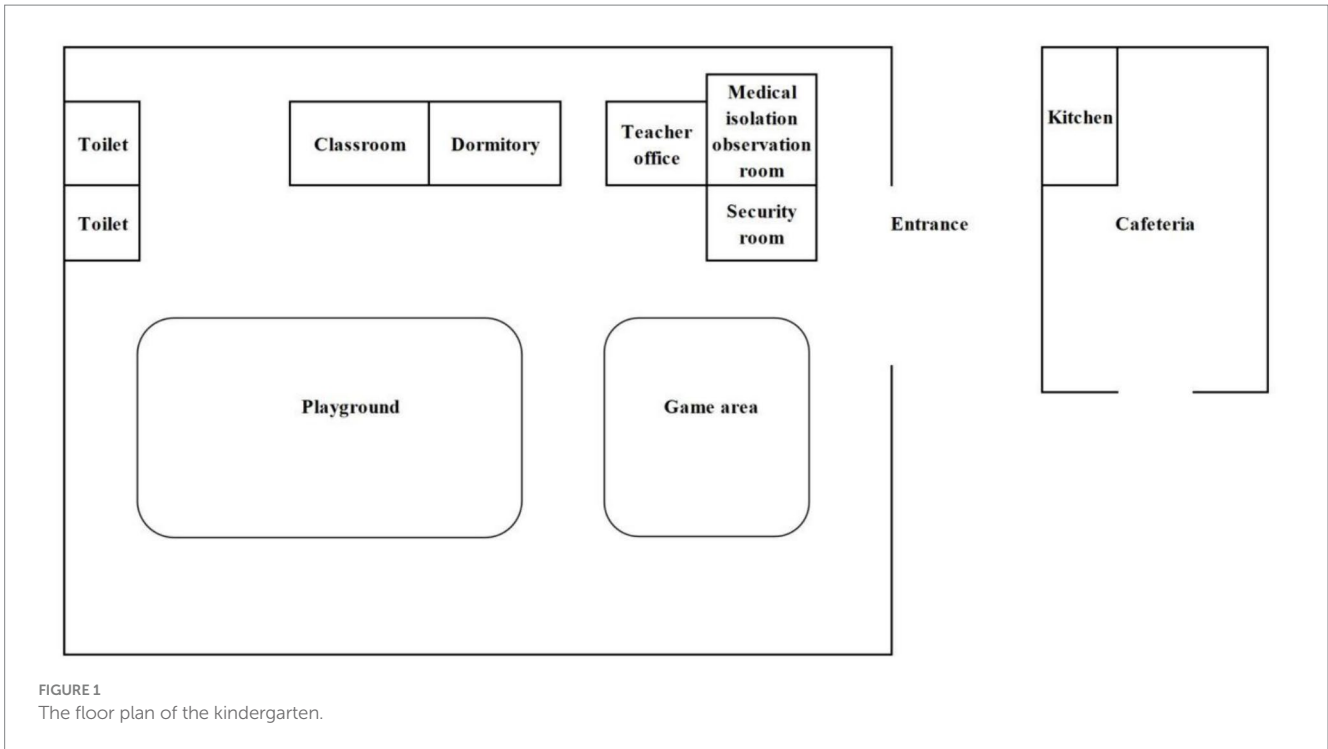 Toilet
Classroom
Dormitory
Teacher
office
Medical
isolation
observation
room
Kitchen
Toilet
Security
room
Entrance
Cafeteria
Playground
Game area
FIGURE 1
The floor plan of the kindergarten.